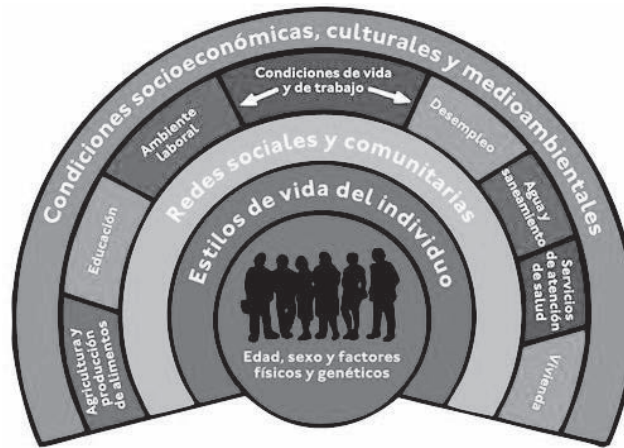 Condiciones socioeconómicas, culturales y medioambientales
Condiciones de vida
y de trabajo
Agricultura y
producción
de alimentos
Educación
Ambiente
laboral
Desempleo
Agua y
saneamiento
Servicios
de atención
de salud
Vivienda
Redes sociales y comunitarias
Estilos de vida del individuo
Edad, sexo y factores
físicos y genéticos